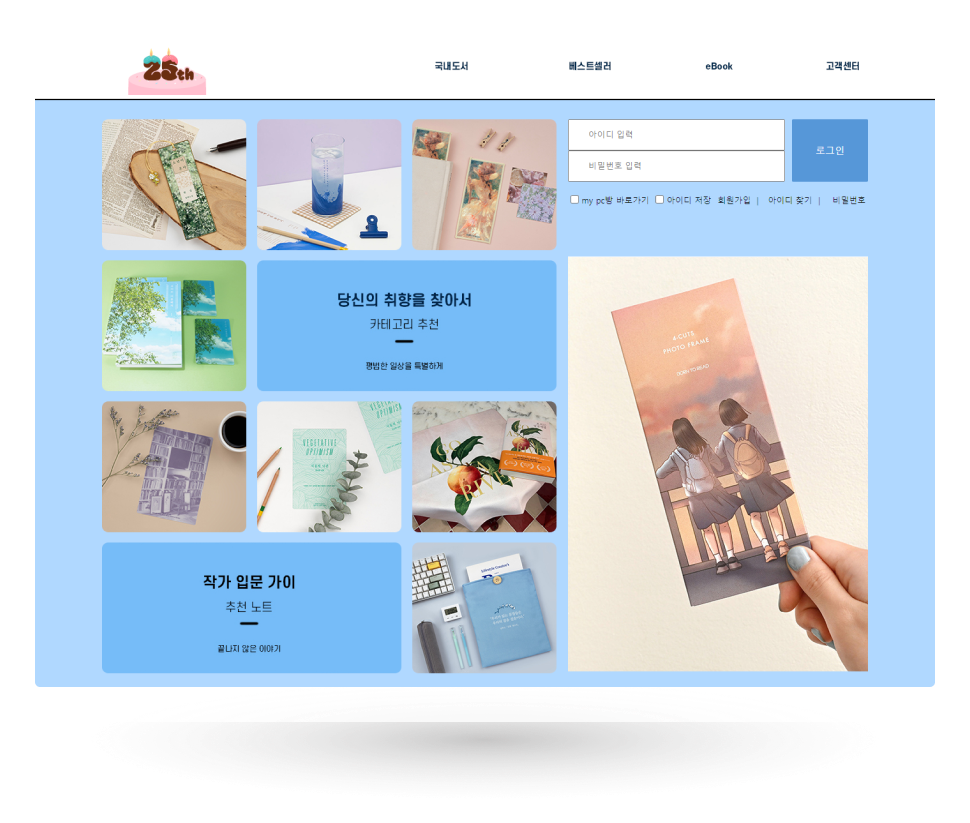 25th
국내도서
베스트셀러
eBook
고객센터
아이디 입력
비밀번호 입력
로그인
my pc방 바로가기
아이디 저장
회원가입 |
아이디 찾기 |
비밀번호
당신의 취향을 찾아서
카테고리 추천
평범한 일상을 특별하게
A CUTE
PHOTO FRAME
VEGETATIVE
OPTIMISM
작가 입문 가이
추천 노트
끝나지 않은 이야기